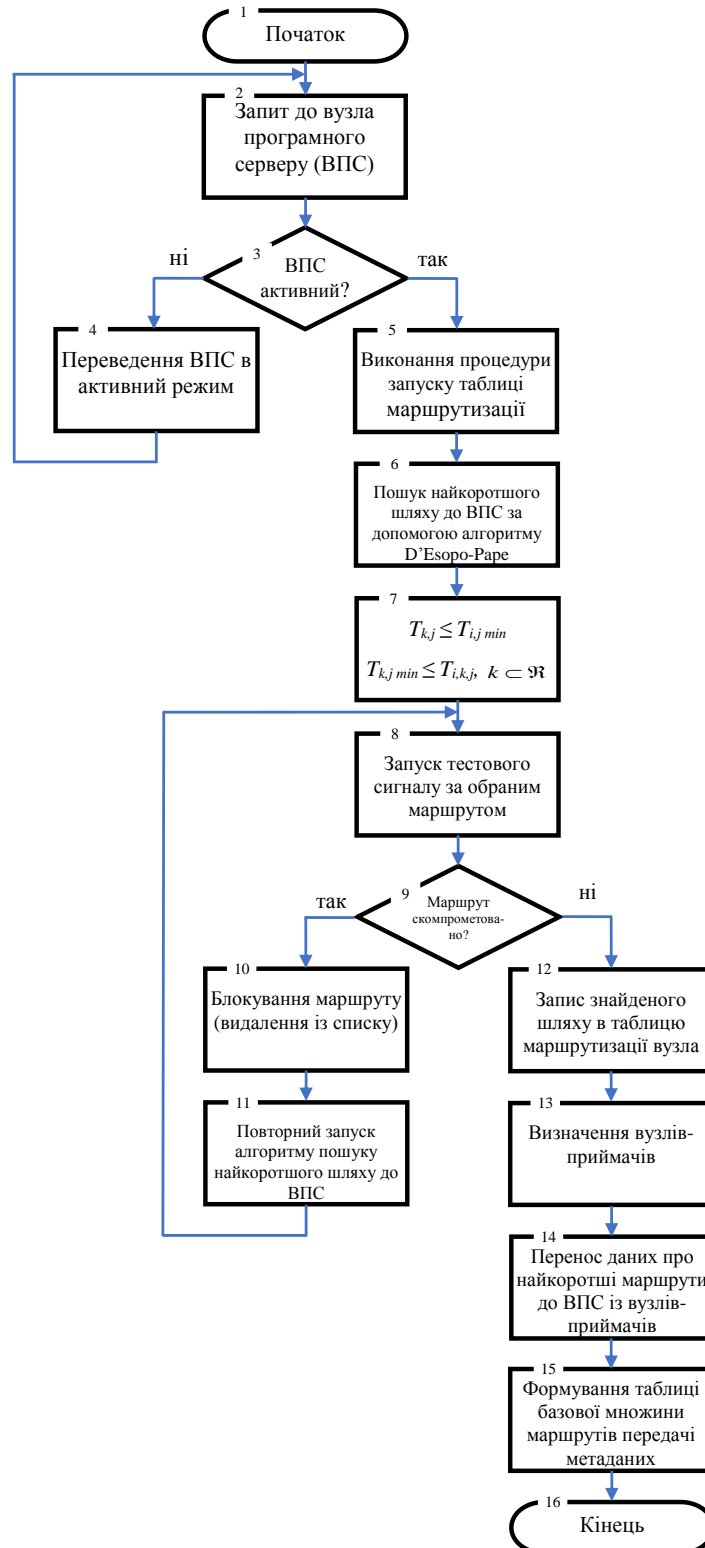 1
Початок
2
Запит до вузла
програмного
серверу (ВПС)
3
ні
ВПС
активний?
так
4
Переведення ВПС в
активний режим
5
Виконання процедури
запуску таблиці
маршрутизації
6
Пошук найкоротшого
шляху до ВПС за
допомогою алгоритму
D’Esopo-Pape
7
T k,j ≤ T i,j min
T k,j min ≤ T i,k,j, k ⊂ ℜ
8
Запуск тестового
сигналу за обраним
маршрутом
9
так
Маршрут
скомпрометова-
но?
ні
10
Блокування маршруту
(видалення із списку)
11
Повторний запуск
алгоритму пошуку
найкоротшого шляху до
ВПС
12
Запис знайденого
шляху в таблицю
маршрутизації вузла
13
Визначення вузлів-
приймачів
14
Перенос даних про
найкоротші маршрути
до ВПС із вузлів-
приймачів
15
Формування таблиці
базової множини
маршрутів передачі
метаданих
16
Кінець